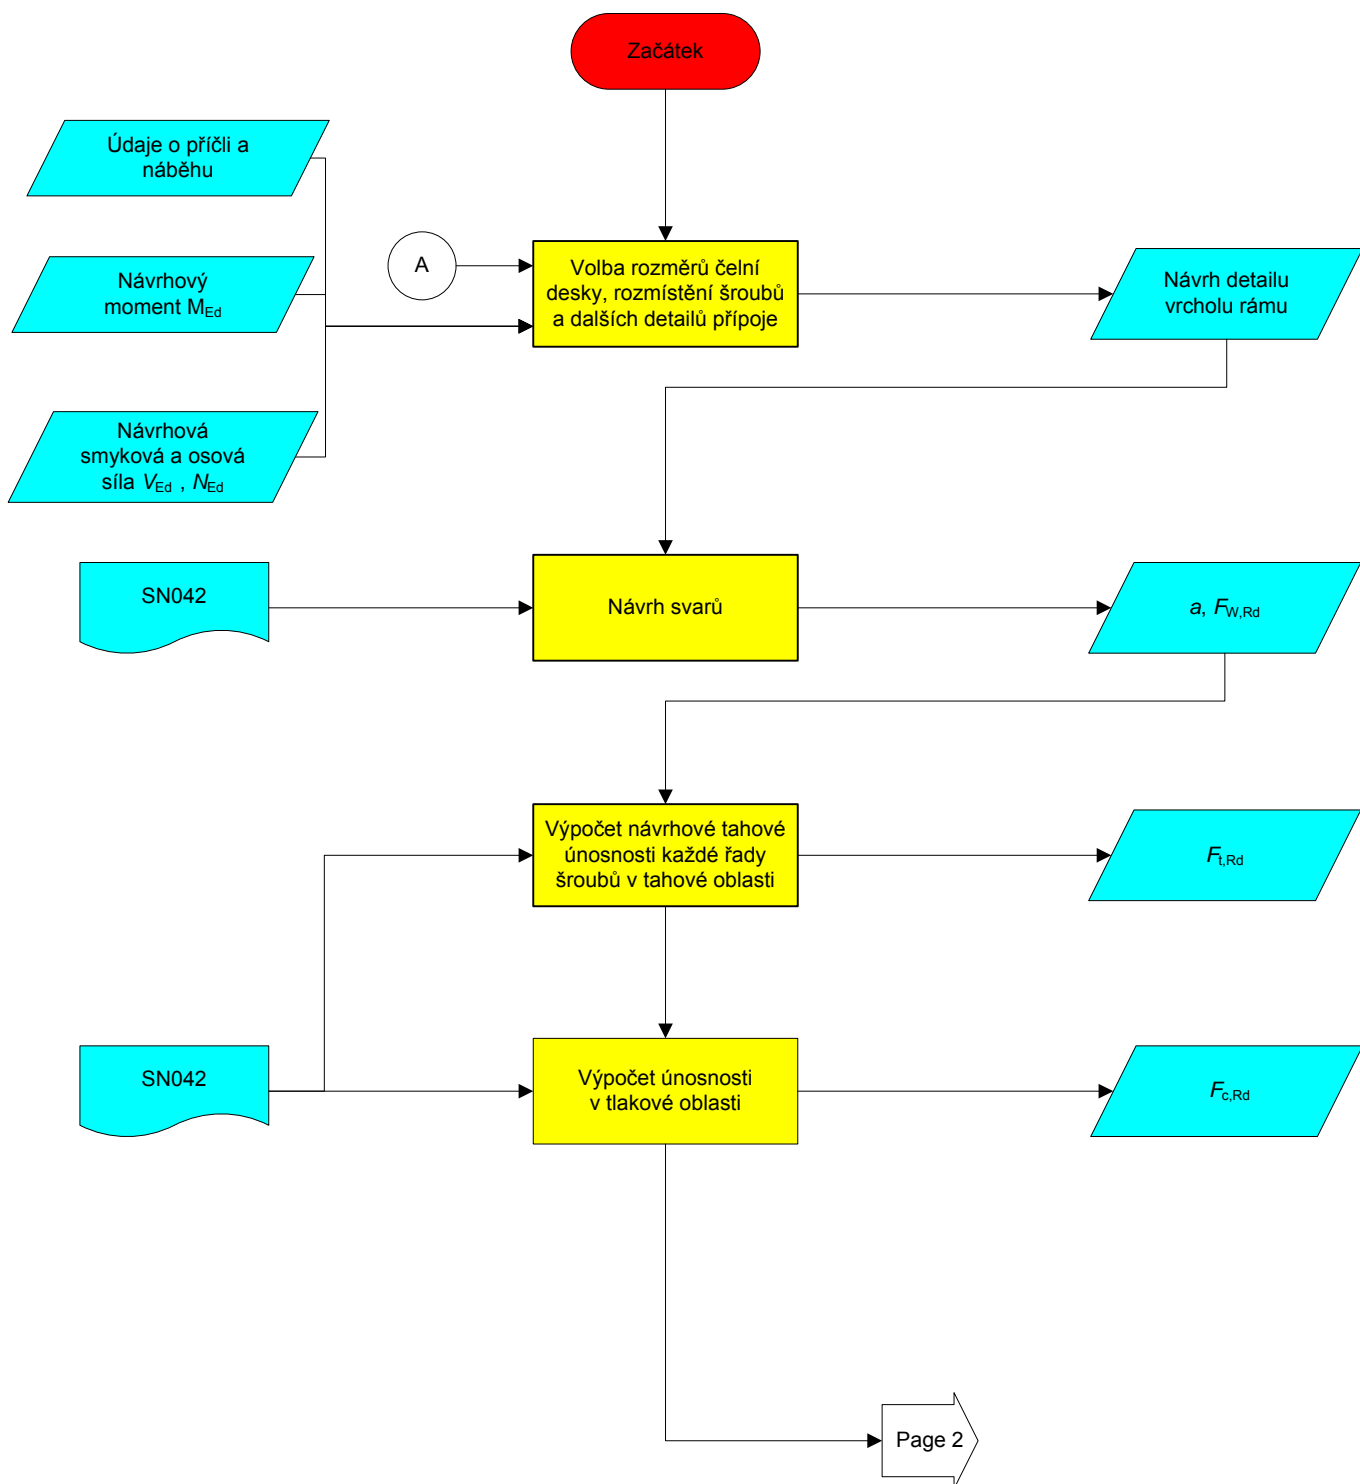 Začátek
Údaje o příčli a
náběhu
Návrhový
moment MEd
Návrhová
smyková a osová
síla VEd , NEd
A
Volba rozměrů čelní
desky, rozmístění šroubů
a dalších detailů přípoje
Návrh detailu
vrcholu rámu
SN042
Návrh svarů
a, FW,Rd
Výpočet návrhové tahové
únosnosti každé řady
šroubů v tahové oblasti
Ft,Rd
SN042
Výpočet únosnosti
v tlakové oblasti
Fc,Rd
Page 2